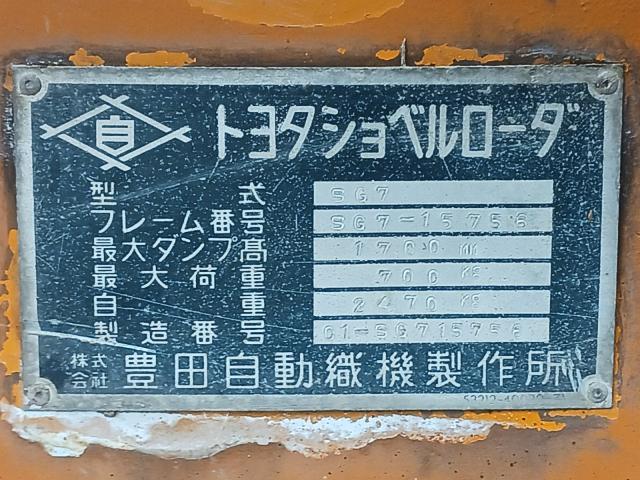 自 トヨタショベルローダ
型式 SG7
フレーム番号 SG7-15756
最大ダンプ高 1700 MM
最大荷重 700 KG
自重 2470 KG
製造番号 01-SG715756
株式会社 豊田自動織機製作所